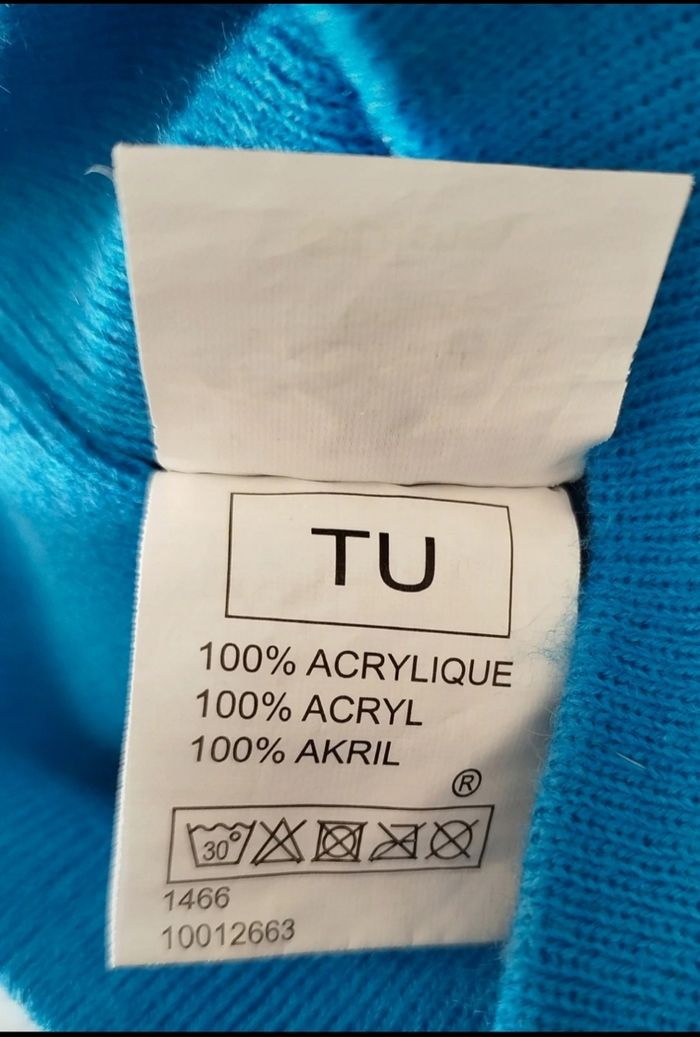 TU
100% ACRYLIQUE
100% ACRYL
100% AKRIL
®
30°
1466
10012663